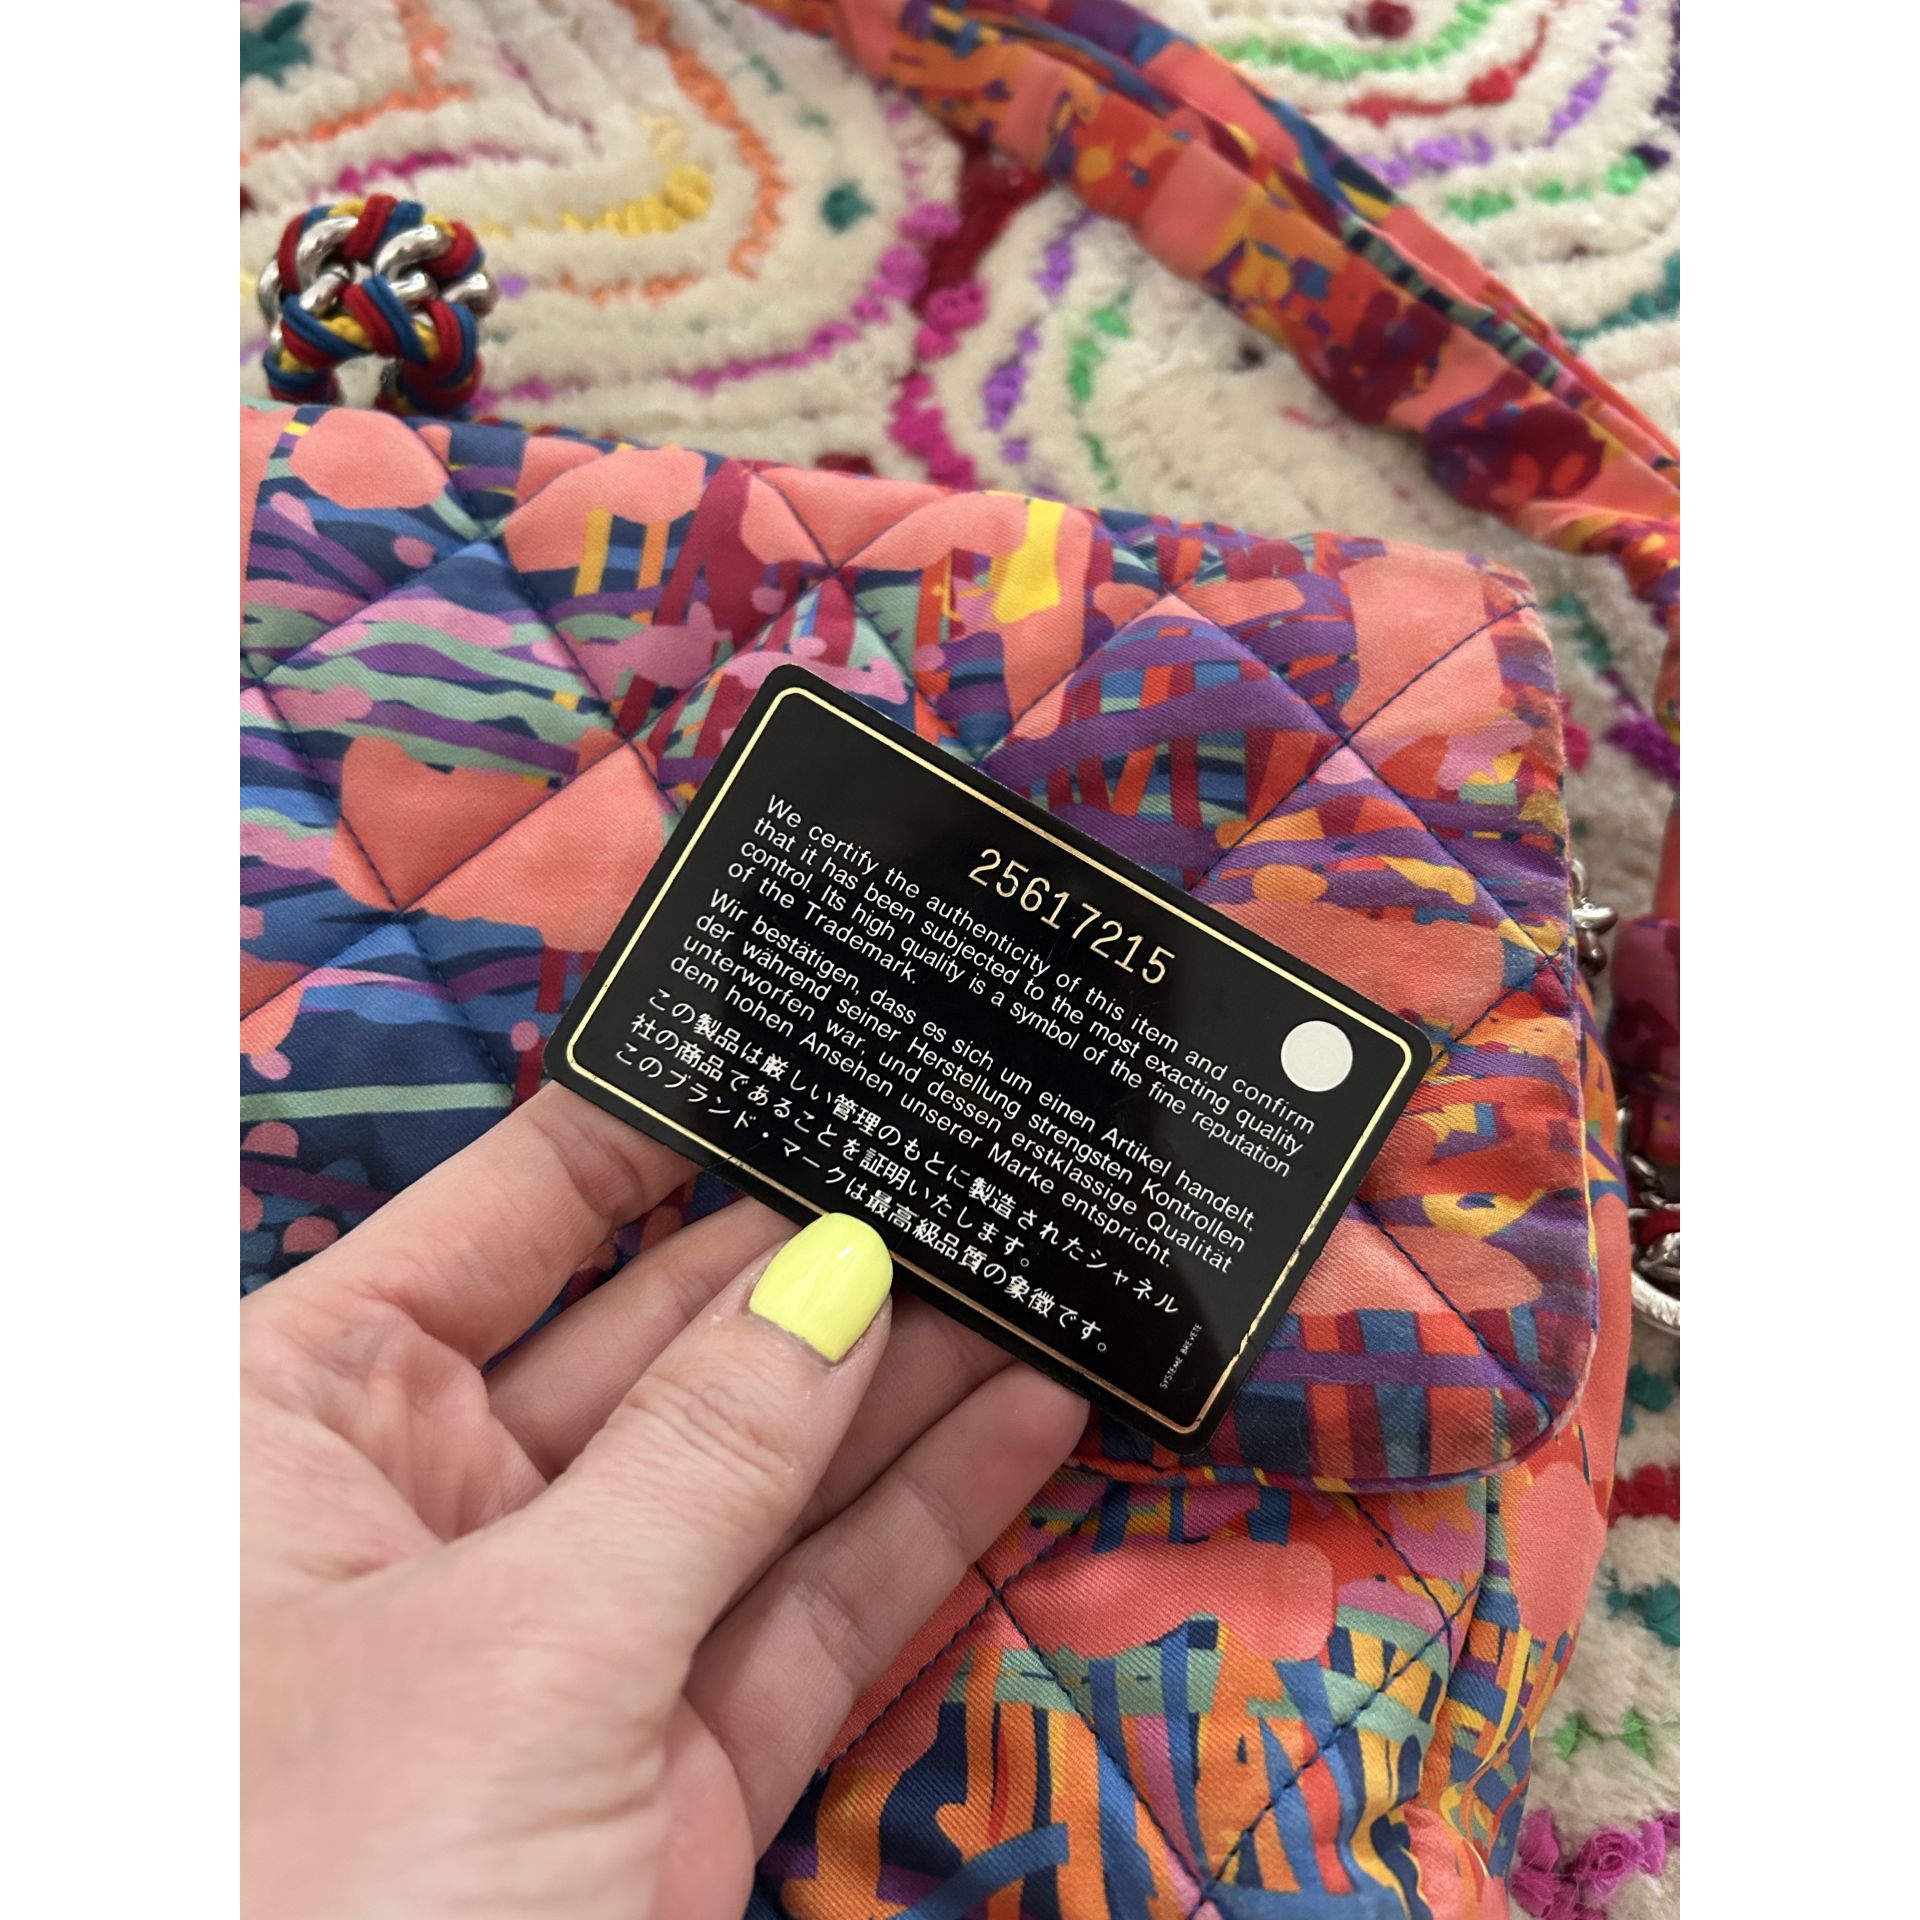 25617215
We certify the authenticity of this item and confirm
that it has been subjected to the most exacting quality
control. Its high quality is a symbol of the fine reputation
of the Trademark.
Wir bestätigen, dass es sich um einen Artikel handelt,
der während seiner Herstellung strengsten Kontrollen
unterworfen war, und dessen erstklassige Qualität
dem hohen Ansehen unserer Marke entspricht.
この製品は厳しい管理のもとに製造されたシャネル
社の商品であることを証明いたします。
このブランド・マークは最高級品質の象徴です。
SYSTEME BREVETE